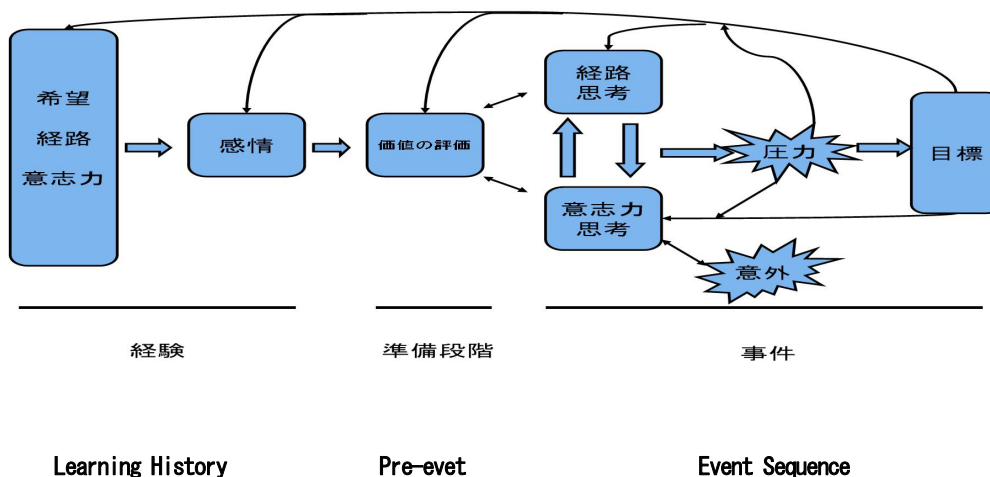 希望
経路
意志力
感情
価値の評価
経路
思考
意志力
思考
圧力
意外
目標
経験
準備段階
事件
Learning History
Pre-evet
Event Sequence